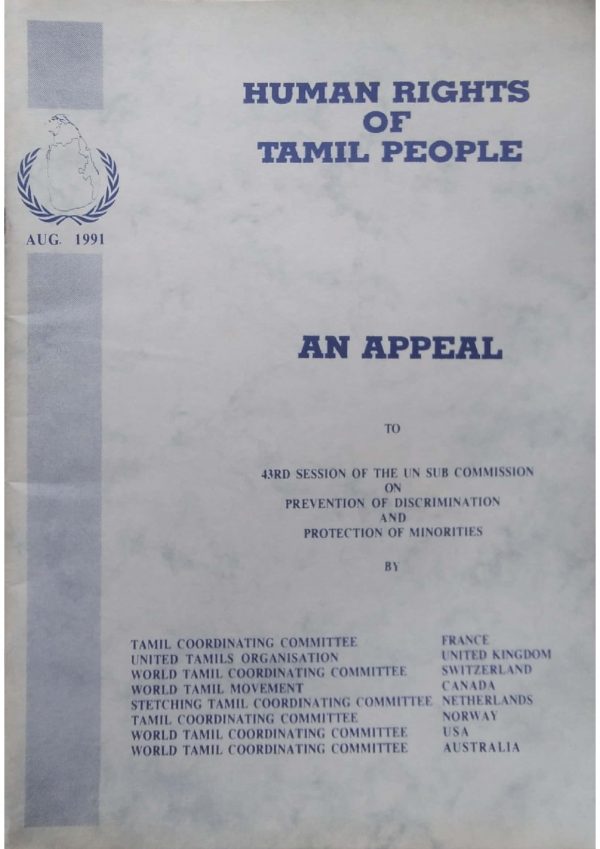 HUMAN RIGHTS
OF
TAMIL PEOPLE
AUG. 1991
AN APPEAL
TO
43RD SESSION OF THE UN SUB COMMISSION
ON
PREVENTION OF DISCRIMINATION
AND
PROTECTION OF MINORITIES
BY
TAMIL COORDINATING COMMITTEE FRANCE
UNITED TAMILS ORGANISATION UNITED KINGDOM
WORLD TAMIL COORDINATING COMMITTEE SWITZERLAND
WORLD TAMIL MOVEMENT CANADA
STETCHING TAMIL COORDINATING COMMITTEE NETHERLANDS
TAMIL COORDINATING COMMITTEE NORWAY
WORLD TAMIL COORDINATING COMMITTEE USA
WORLD TAMIL COORDINATING COMMITTEE AUSTRALIA